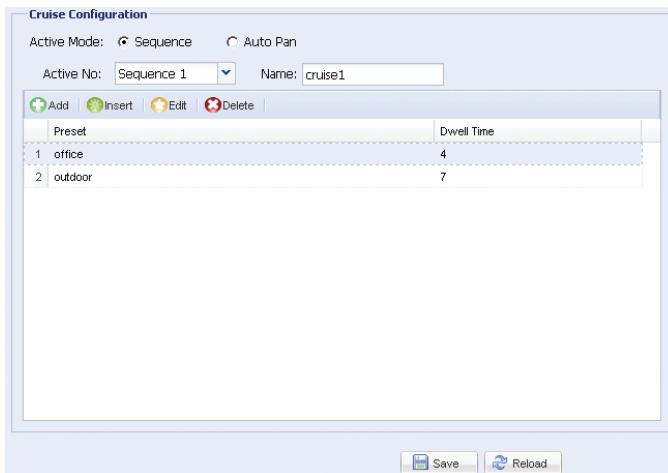 Cruise Configuration
Active Mode: Sequence Auto Pan
Active No: Sequence 1 Name: cruise1
Add Insert Edit Delete
Preset Dwell Time
1 office 4
2 outdoor 7
Save Reload